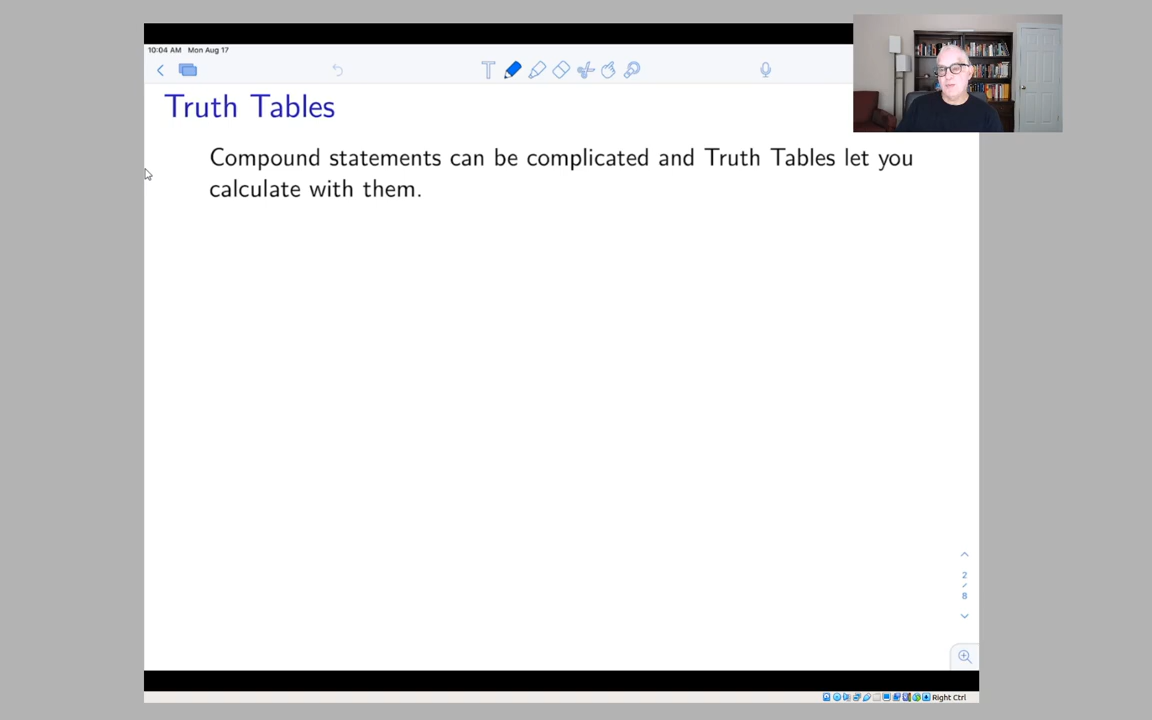 10:04 AM Mon Aug 17
Truth Tables
Compound statements can be complicated and Truth Tables let you
calculate with them.
2
8
Right Ctrl